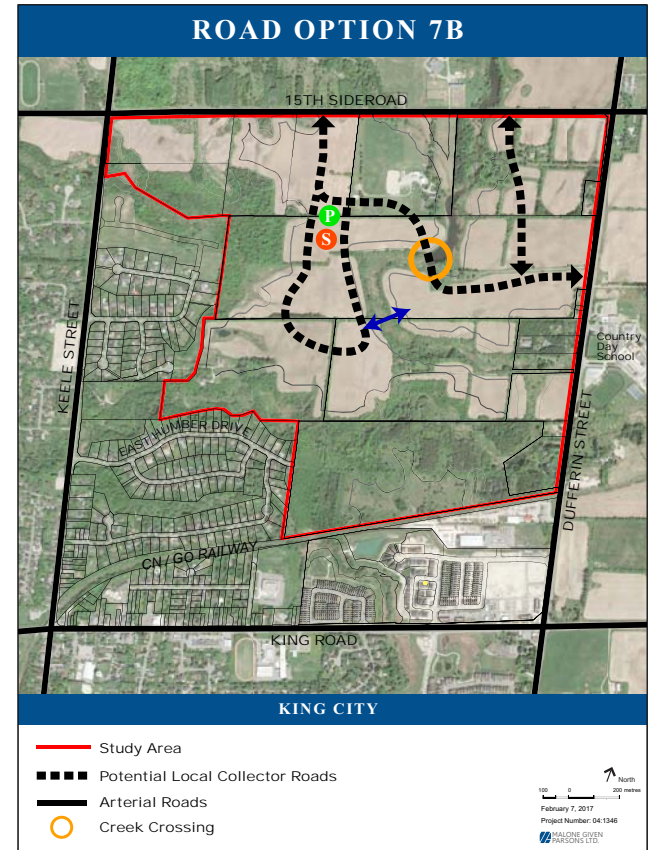 ROAD OPTION 7B
15TH SIDEROAD
P
S
KEELE STREET
Country
Day
School
DUFFERIN STREET
EAST HUMBER DRIVE
CN / GO RAILWAY
KING ROAD
KING CITY
Study Area
Potential Local Collector Roads
Arterial Roads
Creek Crossing
North
100 0 200 metres
February 7, 2017
Project Number: 04:1346
MALONE GIVEN
PARSONS LTD.